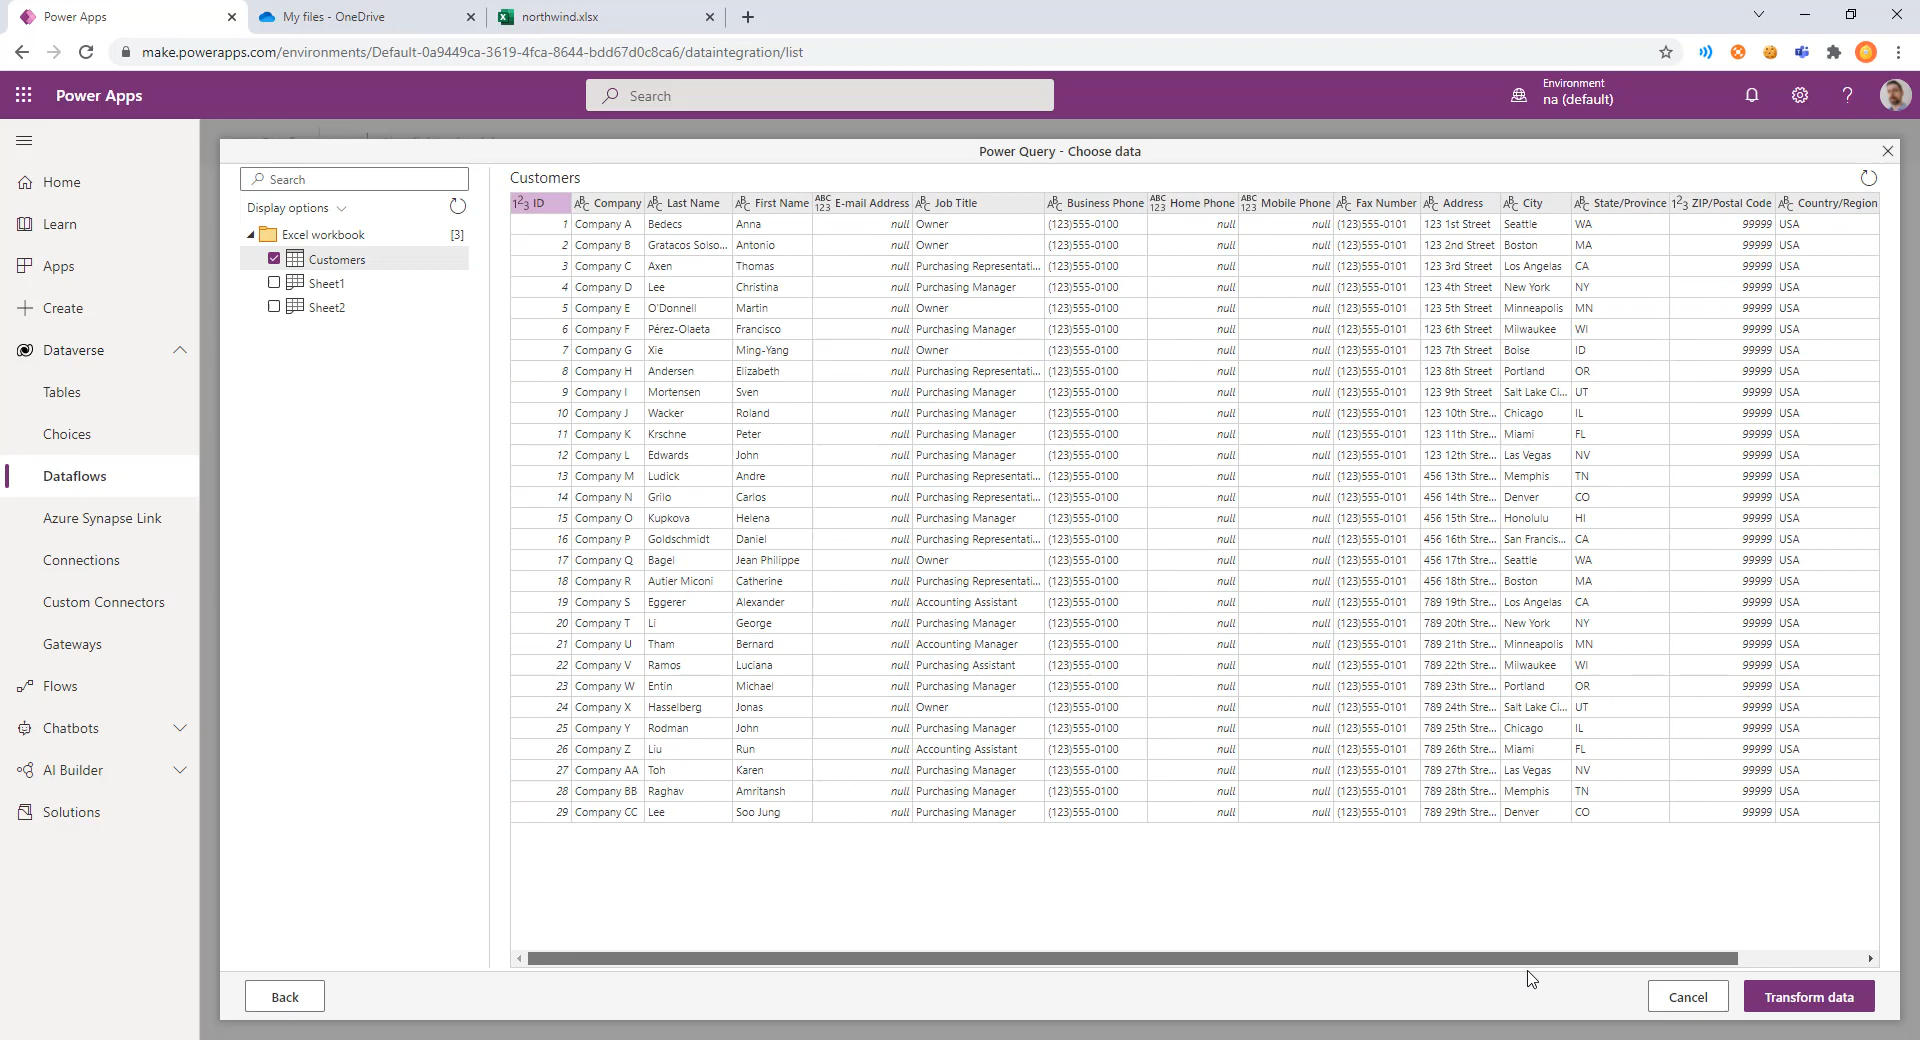 Power Apps
My files - OneDrive
northwind.xlsx
make.powerapps.com/environments/Default-0a9449ca-3619-4fca-8644-bdd67d0c8ca6/dataintegration/list
Power Apps
Search
Environment
na (default)
Home
Learn
Apps
Create
Dataverse
Tables
Choices
Dataflows
Azure Synapse Link
Connections
Custom Connectors
Gateways
Flows
Chatbots
AI Builder
Solutions
Power Query - Choose data
Search
Display options
Excel workbook [3]
Customers
Sheet1
Sheet2
Customers
123 ID ABC Company ABC Last Name ABC First Name ABC 123 E-mail Address ABC Job Title ABC Business Phone ABC 123 Home Phone ABC 123 Mobile Phone ABC Fax Number ABC Address ABC City ABC State/Province 123 ZIP/Postal Code ABC Country/Region
1 Company A Bedecs Anna null Owner (123)555-0100 null null (123)555-0101 123 1st Street Seattle WA 99999 USA
2 Company B Gratacos Solso... Antonio null Owner (123)555-0100 null null (123)555-0101 123 2nd Street Boston MA 99999 USA
3 Company C Axen Thomas null Purchasing Representati... (123)555-0100 null null (123)555-0101 123 3rd Street Los Angelas CA 99999 USA
4 Company D Lee Christina null Purchasing Manager (123)555-0100 null null (123)555-0101 123 4th Street New York NY 99999 USA
5 Company E O'Donnell Martin null Owner (123)555-0100 null null (123)555-0101 123 5th Street Minneapolis MN 99999 USA
6 Company F Pérez-Olaeta Francisco null Purchasing Manager (123)555-0100 null null (123)555-0101 123 6th Street Milwaukee WI 99999 USA
7 Company G Xie Ming-Yang null Owner (123)555-0100 null null (123)555-0101 123 7th Street Boise ID 99999 USA
8 Company H Andersen Elizabeth null Purchasing Representati... (123)555-0100 null null (123)555-0101 123 8th Street Portland OR 99999 USA
9 Company I Mortensen Sven null Purchasing Manager (123)555-0100 null null (123)555-0101 123 9th Street Salt Lake Ci... UT 99999 USA
10 Company J Wacker Roland null Purchasing Manager (123)555-0100 null null (123)555-0101 123 10th Stre... Chicago IL 99999 USA
11 Company K Krschne Peter null Purchasing Manager (123)555-0100 null null (123)555-0101 123 11th Stre... Miami FL 99999 USA
12 Company L Edwards John null Purchasing Manager (123)555-0100 null null (123)555-0101 123 12th Stre... Las Vegas NV 99999 USA
13 Company M Ludick Andre null Purchasing Representati... (123)555-0100 null null (123)555-0101 456 13th Stre... Memphis TN 99999 USA
14 Company N Grilo Carlos null Purchasing Representati... (123)555-0100 null null (123)555-0101 456 14th Stre... Denver CO 99999 USA
15 Company O Kupkova Helena null Purchasing Manager (123)555-0100 null null (123)555-0101 456 15th Stre... Honolulu HI 99999 USA
16 Company P Goldschmidt Daniel null Purchasing Representati... (123)555-0100 null null (123)555-0101 456 16th Stre... San Francis... CA 99999 USA
17 Company Q Bagel Jean Philippe null Owner (123)555-0100 null null (123)555-0101 456 17th Stre... Seattle WA 99999 USA
18 Company R Autier Miconi Catherine null Purchasing Representati... (123)555-0100 null null (123)555-0101 456 18th Stre... Boston MA 99999 USA
19 Company S Eggerer Alexander null Accounting Assistant (123)555-0100 null null (123)555-0101 789 19th Stre... Los Angelas CA 99999 USA
20 Company T Li George null Purchasing Manager (123)555-0100 null null (123)555-0101 789 20th Stre... New York NY 99999 USA
21 Company U Tham Bernard null Accounting Manager (123)555-0100 null null (123)555-0101 789 21th Stre... Minneapolis MN 99999 USA
22 Company V Ramos Luciana null Purchasing Assistant (123)555-0100 null null (123)555-0101 789 22th Stre... Milwaukee WI 99999 USA
23 Company W Entin Michael null Purchasing Manager (123)555-0100 null null (123)555-0101 789 23th Stre... Portland OR 99999 USA
24 Company X Hasselberg Jonas null Owner (123)555-0100 null null (123)555-0101 789 24th Stre... Salt Lake Ci... UT 99999 USA
25 Company Y Rodman John null Purchasing Manager (123)555-0100 null null (123)555-0101 789 25th Stre... Chicago IL 99999 USA
26 Company Z Liu Run null Accounting Assistant (123)555-0100 null null (123)555-0101 789 26th Stre... Miami FL 99999 USA
27 Company AA Toh Karen null Purchasing Manager (123)555-0100 null null (123)555-0101 789 27th Stre... Las Vegas NV 99999 USA
28 Company BB Raghav Amritansh null Purchasing Manager (123)555-0100 null null (123)555-0101 789 28th Stre... Memphis TN 99999 USA
29 Company CC Lee Soo Jung null Purchasing Manager (123)555-0100 null null (123)555-0101 789 29th Stre... Denver CO 99999 USA
Back
Cancel
Transform data